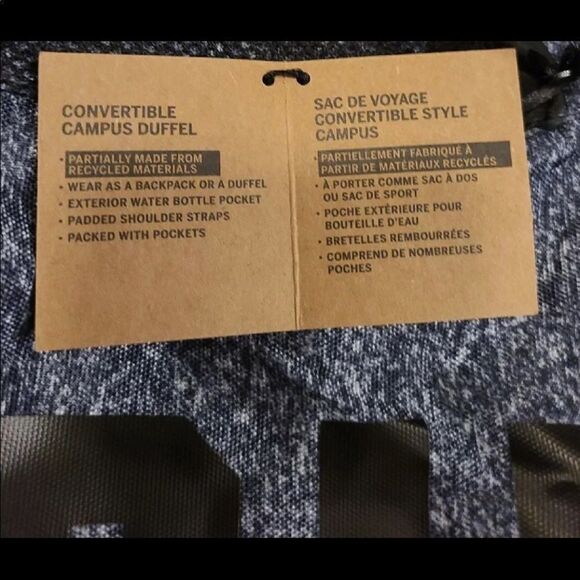 CONVERTIBLE
CAMPUS DUFFEL
• PARTIALLY MADE FROM
RECYCLED MATERIALS
• WEAR AS A BACKPACK OR A DUFFEL
• EXTERIOR WATER BOTTLE POCKET
• PADDED SHOULDER STRAPS
• PACKED WITH POCKETS
SAC DE VOYAGE
CONVERTIBLE STYLE
CAMPUS
• PARTIELLEMENT FABRIQUÉ À
PARTIR DE MATÉRIAUX RECYCLÉS
• À PORTER COMME SAC À DOS
OU SAC DE SPORT
• POCHE EXTÉRIEURE POUR
BOUTEILLE D'EAU
• BRETELLES REMBOURRÉES
• COMPREND DE NOMBREUSES
POCHES